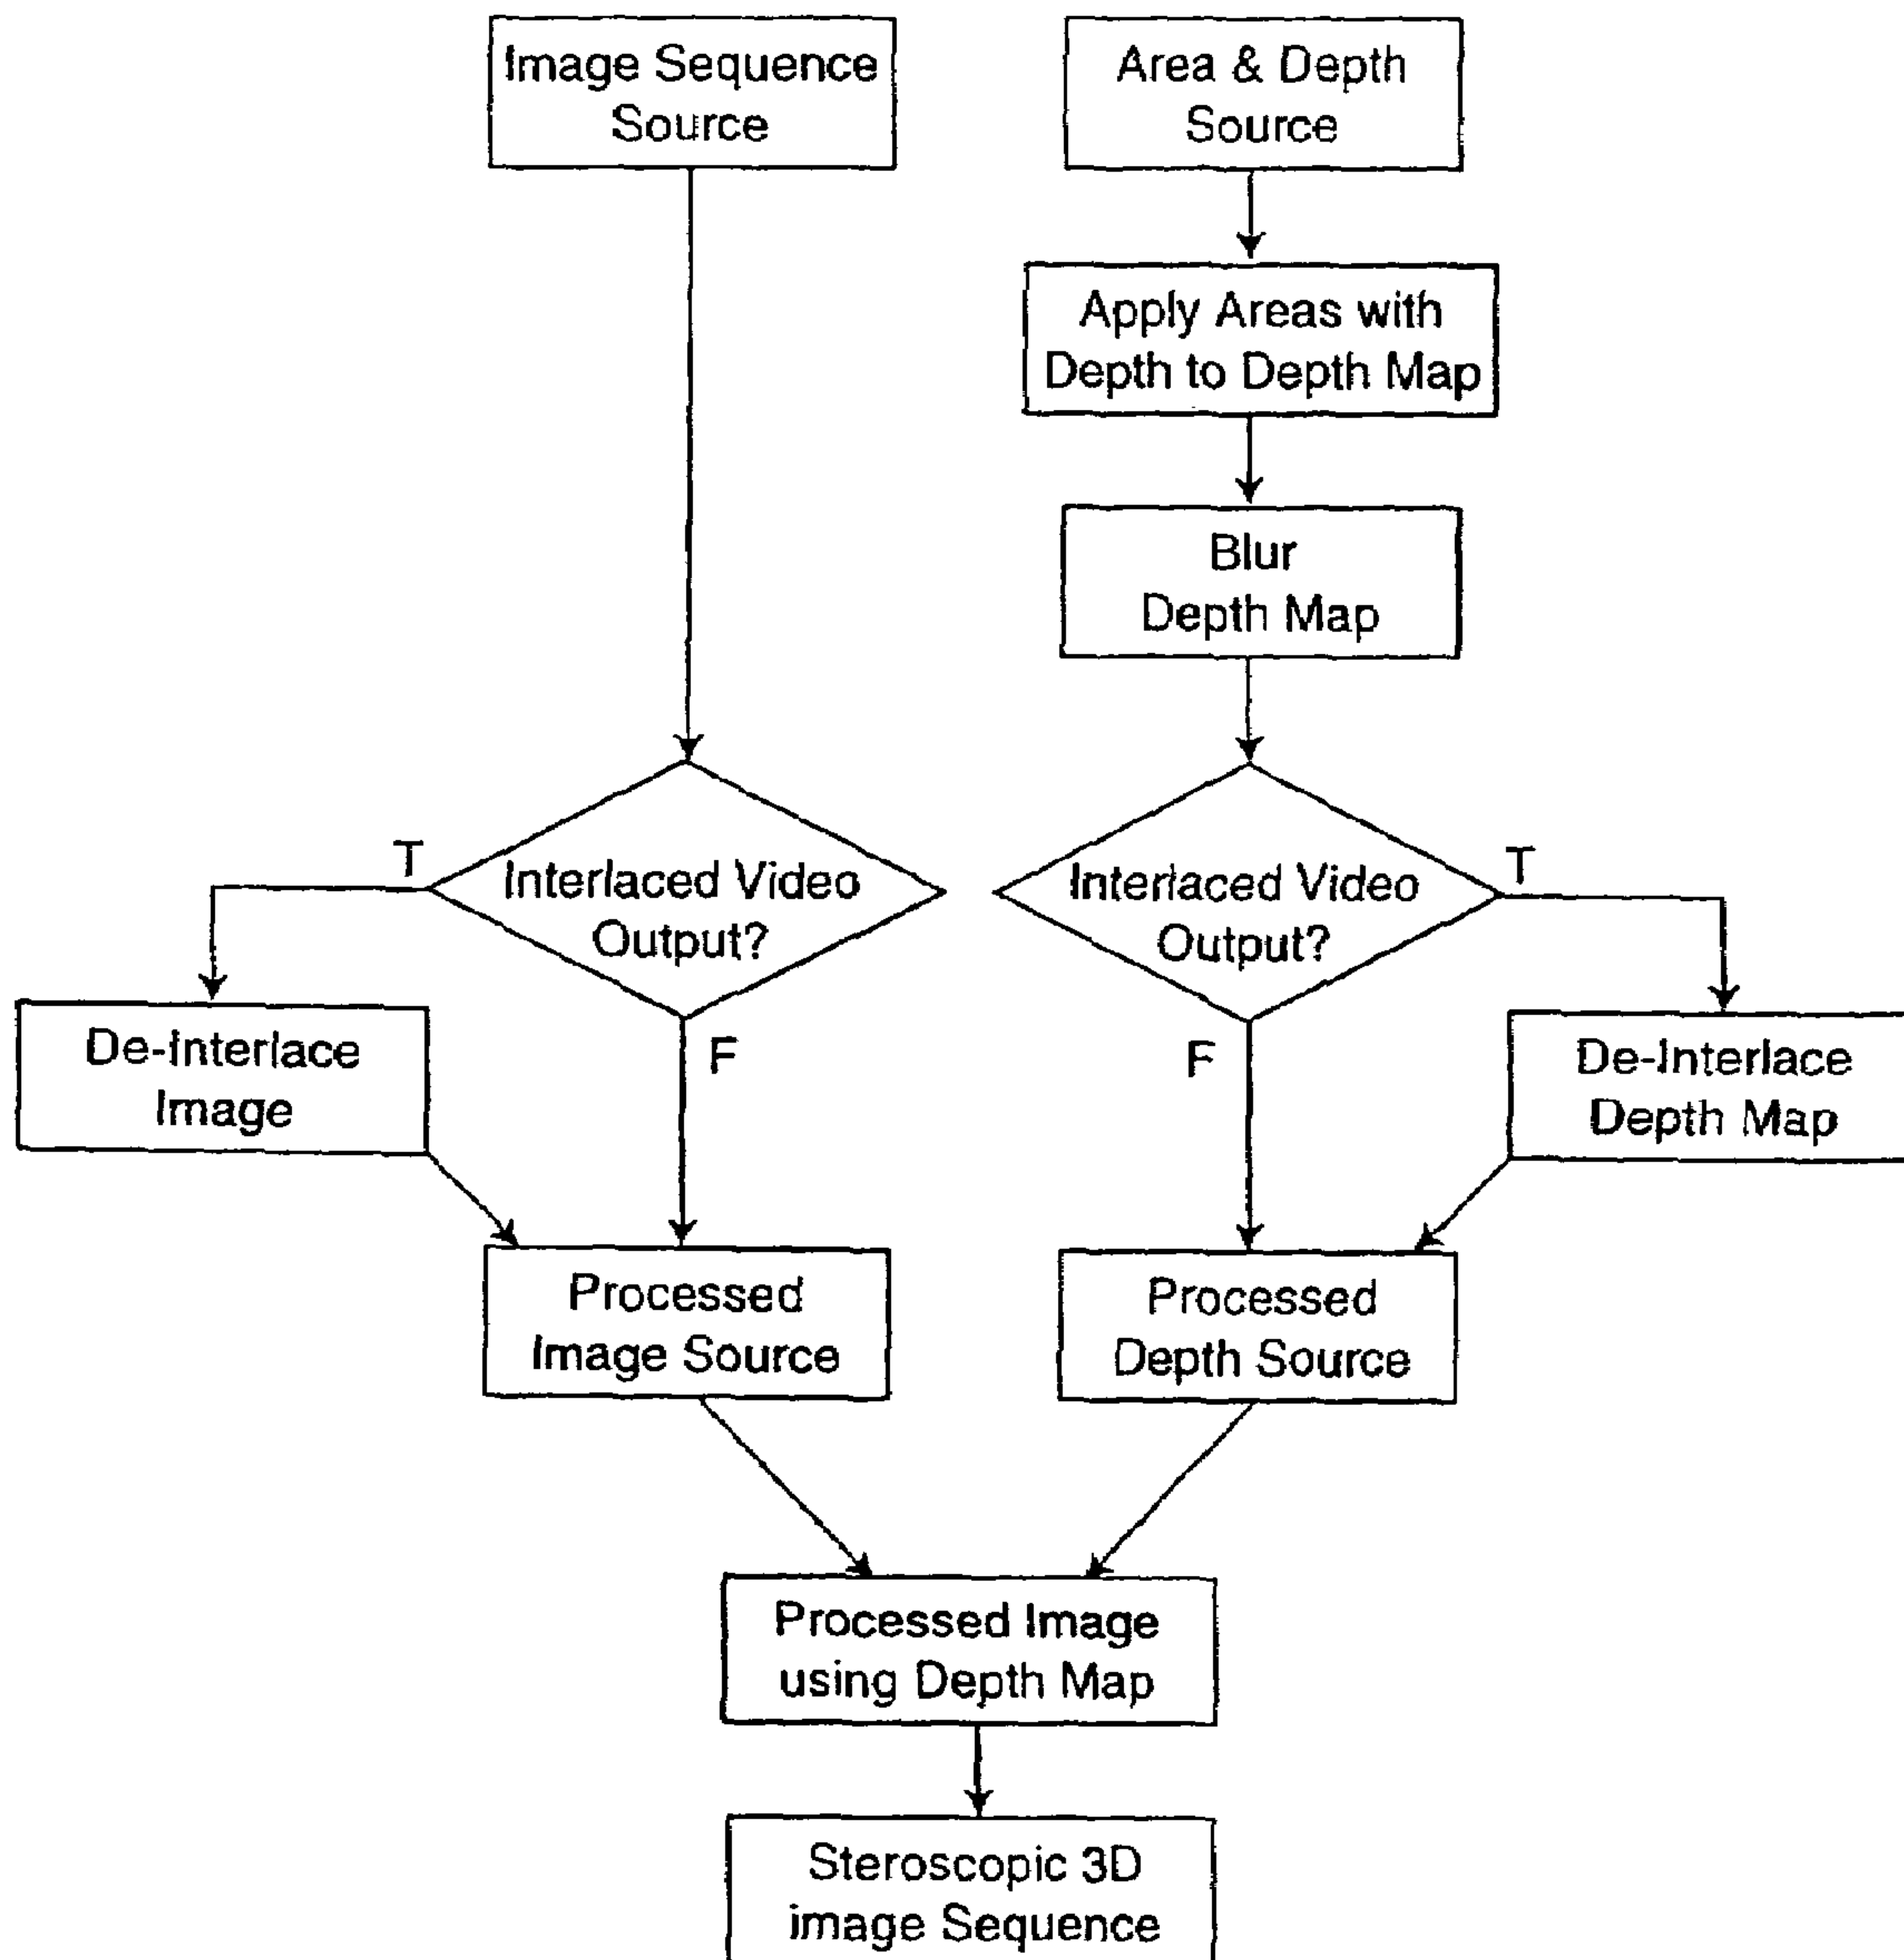 Image Sequence
Source
Area & Depth
Source
Apply Areas with
Depth to Depth Map
Blur
Depth Map
Interlaced Video
Output?
T
F
Interlaced Video
Output?
T
F
De-Interlace
Image
De-Interlace
Depth Map
Processed
Image Source
Processed
Depth Source
Processed Image
using Depth Map
Steroscopic 3D
image Sequence